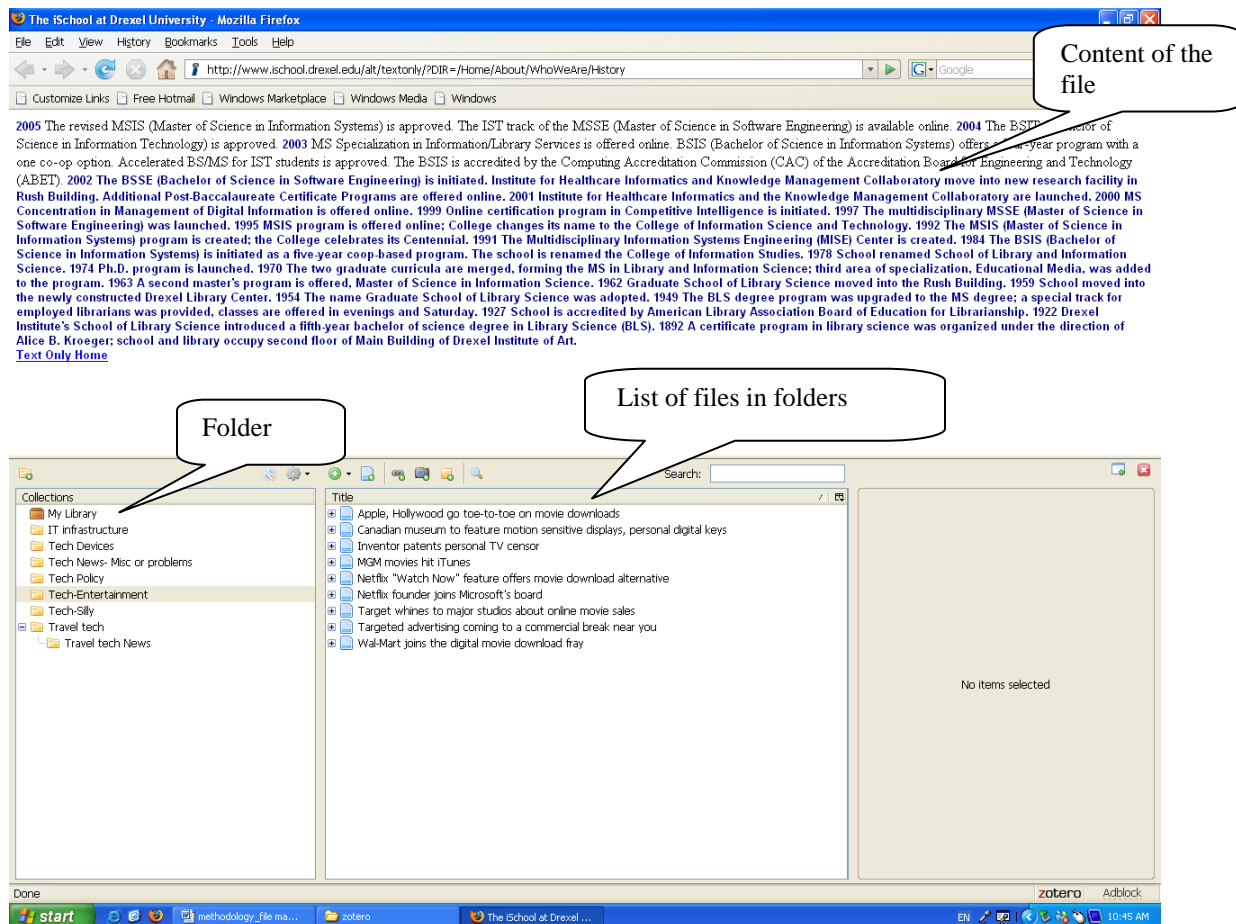 The iSchool at Drexel University - Mozilla Firefox
File Edit View History Bookmarks Tools Help
http://www.ischool.drexel.edu/alt/textonly/?DIR=/Home/About/WhoWeAre/History
Google
Content of the
file
Customize Links Free Hotmail Windows Marketplace Windows Media Windows
2005 The revised MSIS (Master of Science in Information Systems) is approved. The IST track of the MSSE (Master of Science in Software Engineering) is available online. 2004 The BSIT of
Science in Information Technology) is approved. 2003 MS Specialization in Information/Library Services is offered online. BSIS (Bachelor of Science in Information Systems) offers program with a
one co-op option. Accelerated BS/MS for IST students is approved. The BSIS is accredited by the Computing Accreditation Commission (CAC) of the Accreditation Board for Engineering and Technology
(ABET). 2002 The BSSE (Bachelor of Science in Software Engineering) is initiated. Institute for Healthcare Informatics and Knowledge Management Collaboratory move into new research facility in
Rush Building. Additional Post-Baccalaureate Certificate Programs are offered online. 2001 Institute for Healthcare Informatics and the Knowledge Management Collaboratory are launched. 2000 MS
Concentration in Management of Digital Information is offered online. 1999 Online certification program in Competitive Intelligence is initiated. 1997 The multidisciplinary MSSE (Master of Science in
Software Engineering) was launched. 1995 MSIS program is offered online; College changes its name to the College of Information Science and Technology. 1992 The MSIS (Master of Science in
Information Systems) program is created; the College celebrates its Centennial. 1991 The Multidisciplinary Information Systems Engineering (MISE) Center is created. 1984 The BSIS (Bachelor of
Science in Information Systems) is initiated as a five-year coop-based program. The school is renamed the College of Information Studies. 1978 School renamed School of Library and Information
Science. 1974 Ph.D. program is launched. 1970 The two graduate curricula are merged, forming the MS in Library and Information Science; third area of specialization, Educational Media, was added
to the program. 1963 A second master's program is offered, Master of Science in Information Science. 1962 Graduate School of Library Science moved into the Rush Building. 1959 School moved into
the newly constructed Drexel Library Center. 1954 The name Graduate School of Library Science was adopted. 1949 The BLS degree program was upgraded to the MS degree; a special track for
employed librarians was provided, classes are offered in evenings and Saturday. 1927 School is accredited by American Library Association Board of Education for Librarianship. 1922 Drexel
Institute's School of Library Science introduced a fifth-year bachelor of science degree in Library Science (BLS). 1892 A certificate program in library science was organized under the direction of
Alice B. Kroeger; school and library occupy second floor of Main Building of Drexel Institute of Art.
Text Only Home
List of files in folders
Folder
Search:
Collections
My Library
IT infrastructure
Tech Devices
Tech News- Misc or problems
Tech Policy
Tech-Entertainment
Tech-Silly
Travel tech
Travel tech News
Title
Apple, Hollywood go toe-to-toe on movie downloads
Canadian museum to feature motion sensitive displays, personal digital keys
Inventor patents personal TV censor
MGM movies hit iTunes
Netflix "Watch Now" feature offers movie download alternative
Netflix founder joins Microsoft's board
Target whines to major studios about online movie sales
Targeted advertising coming to a commercial break near you
Wal-Mart joins the digital movie download fray
No items selected
Done
zotero Adblock
start methodology_file ma... zotero The iSchool at Drexel ... EN 10:45 AM